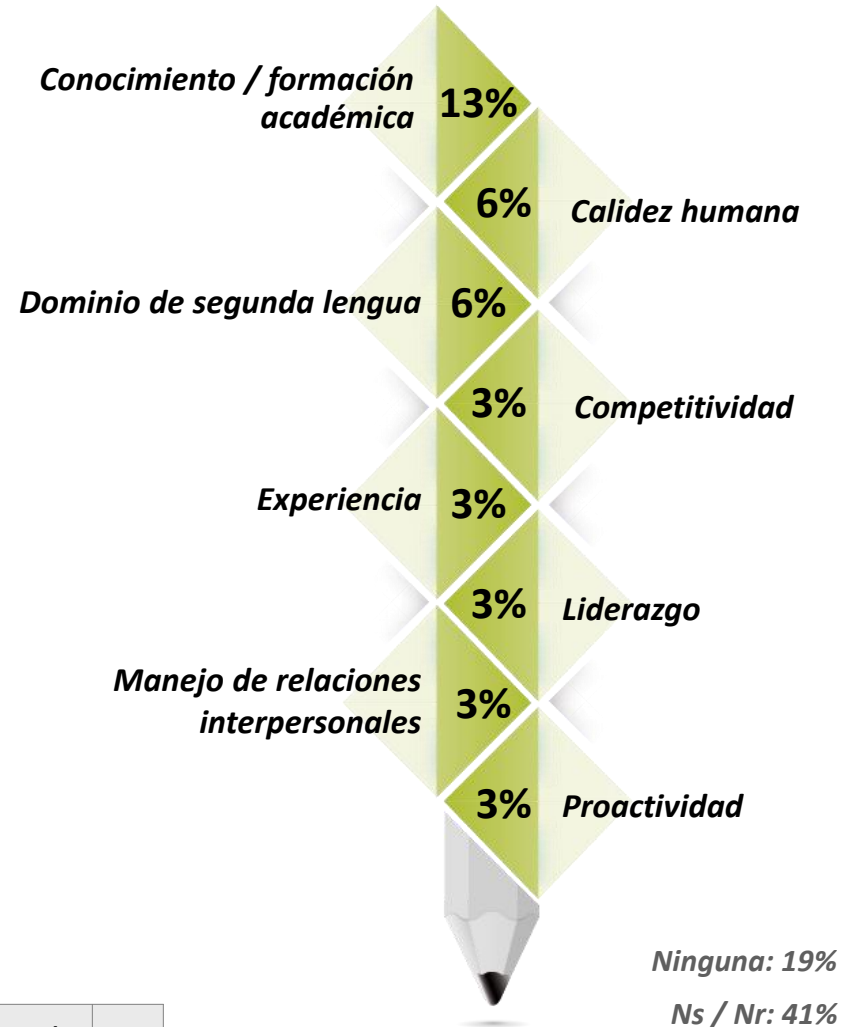 Conocimiento / formación
académica
13%
6%
Calidez humana
Dominio de segunda lengua
6%
3%
Competitividad
Experiencia
3%
3%
Liderazgo
Manejo de relaciones
interpersonales
3%
3%
Proactividad
Ninguna: 19%
Ns / Nr: 41%